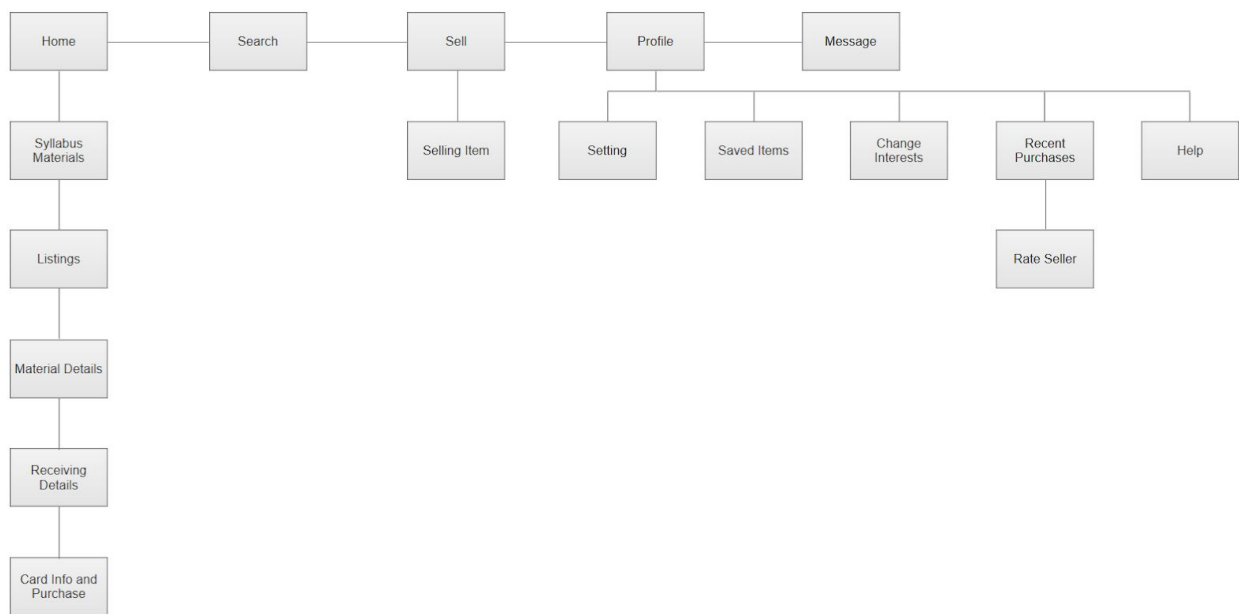 Home
Search
Sell
Profile
Message
Syllabus
Materials
Selling Item
Setting
Saved Items
Change
Interests
Recent
Purchases
Help
Listings
Rate Seller
Material Details
Receiving
Details
Card Info and
Purchase